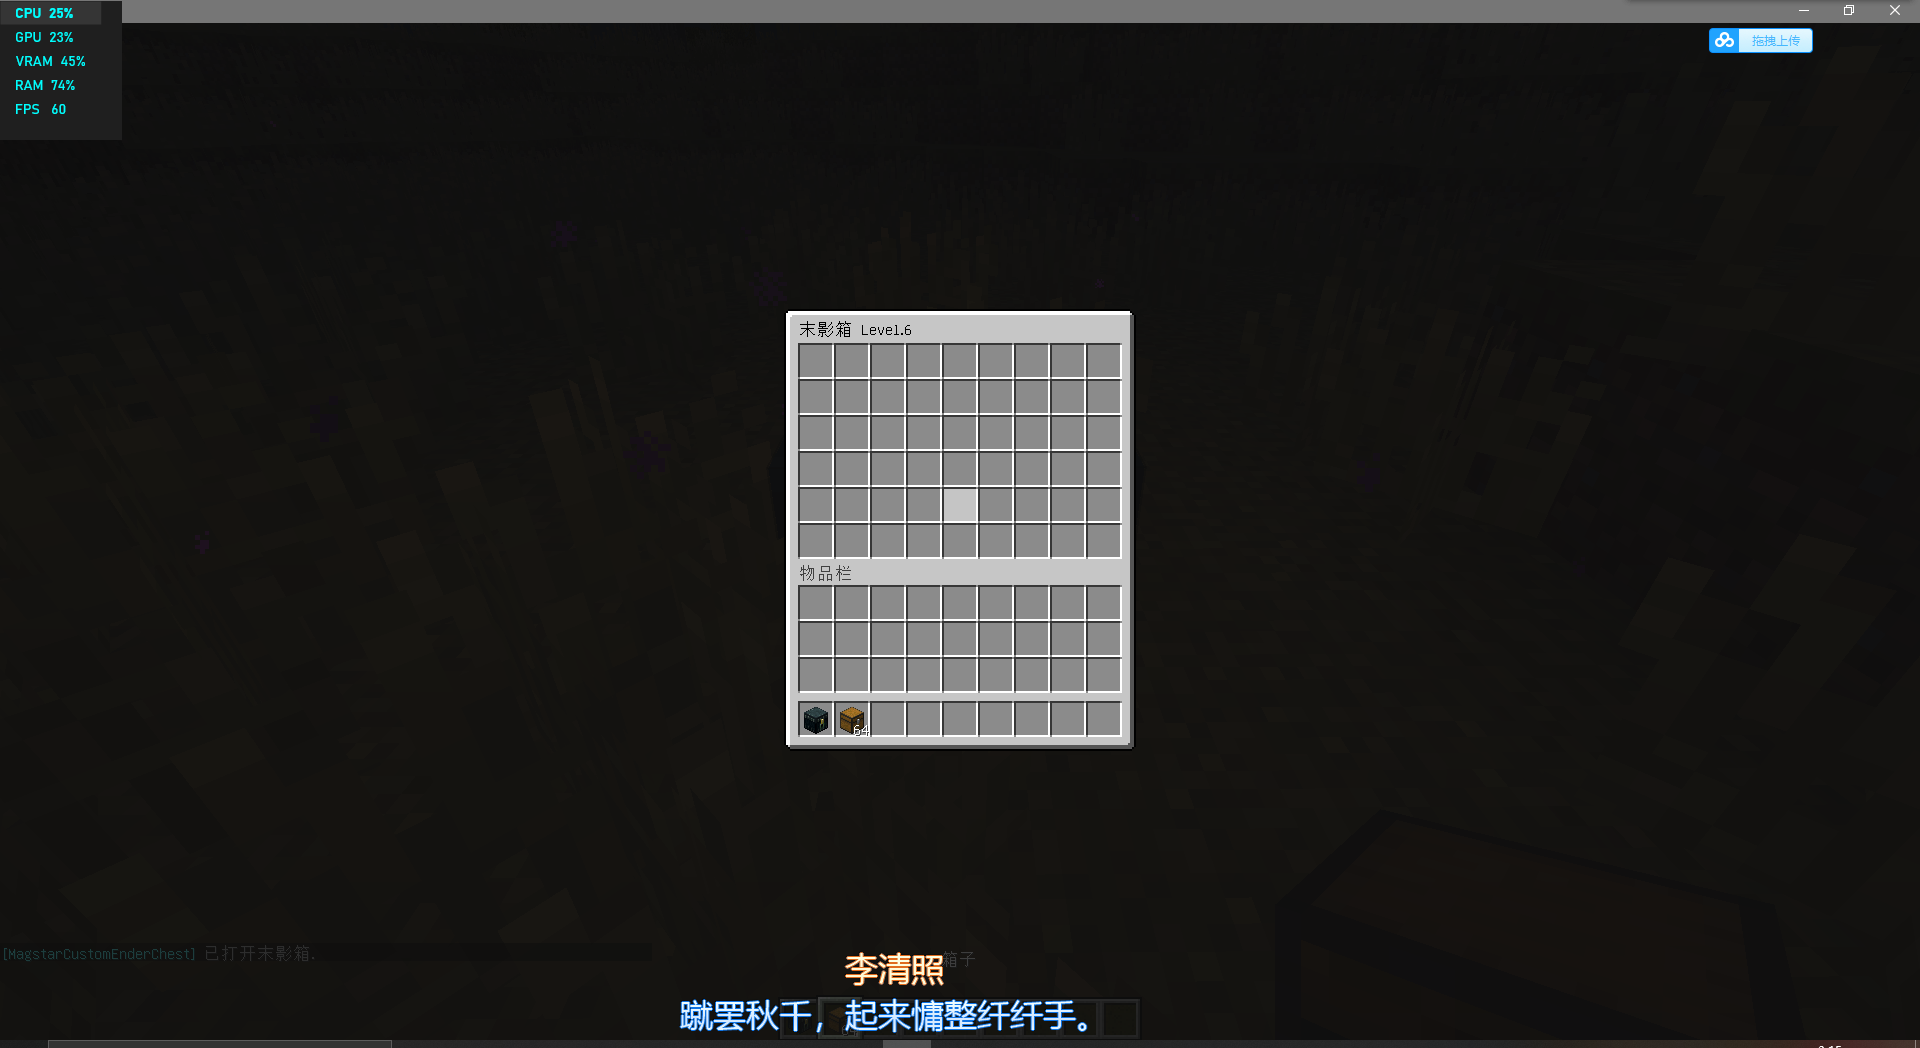 CPU 25%
GPU 23%
VRAM 45%
RAM 74%
FPS 60
拖拽上传
末影箱 Level.6
物品栏
64
[MagstarCustomEnderChest] 已打开末影箱.
箱子
李清照
蹴罢秋千，起来慵整纤纤手。